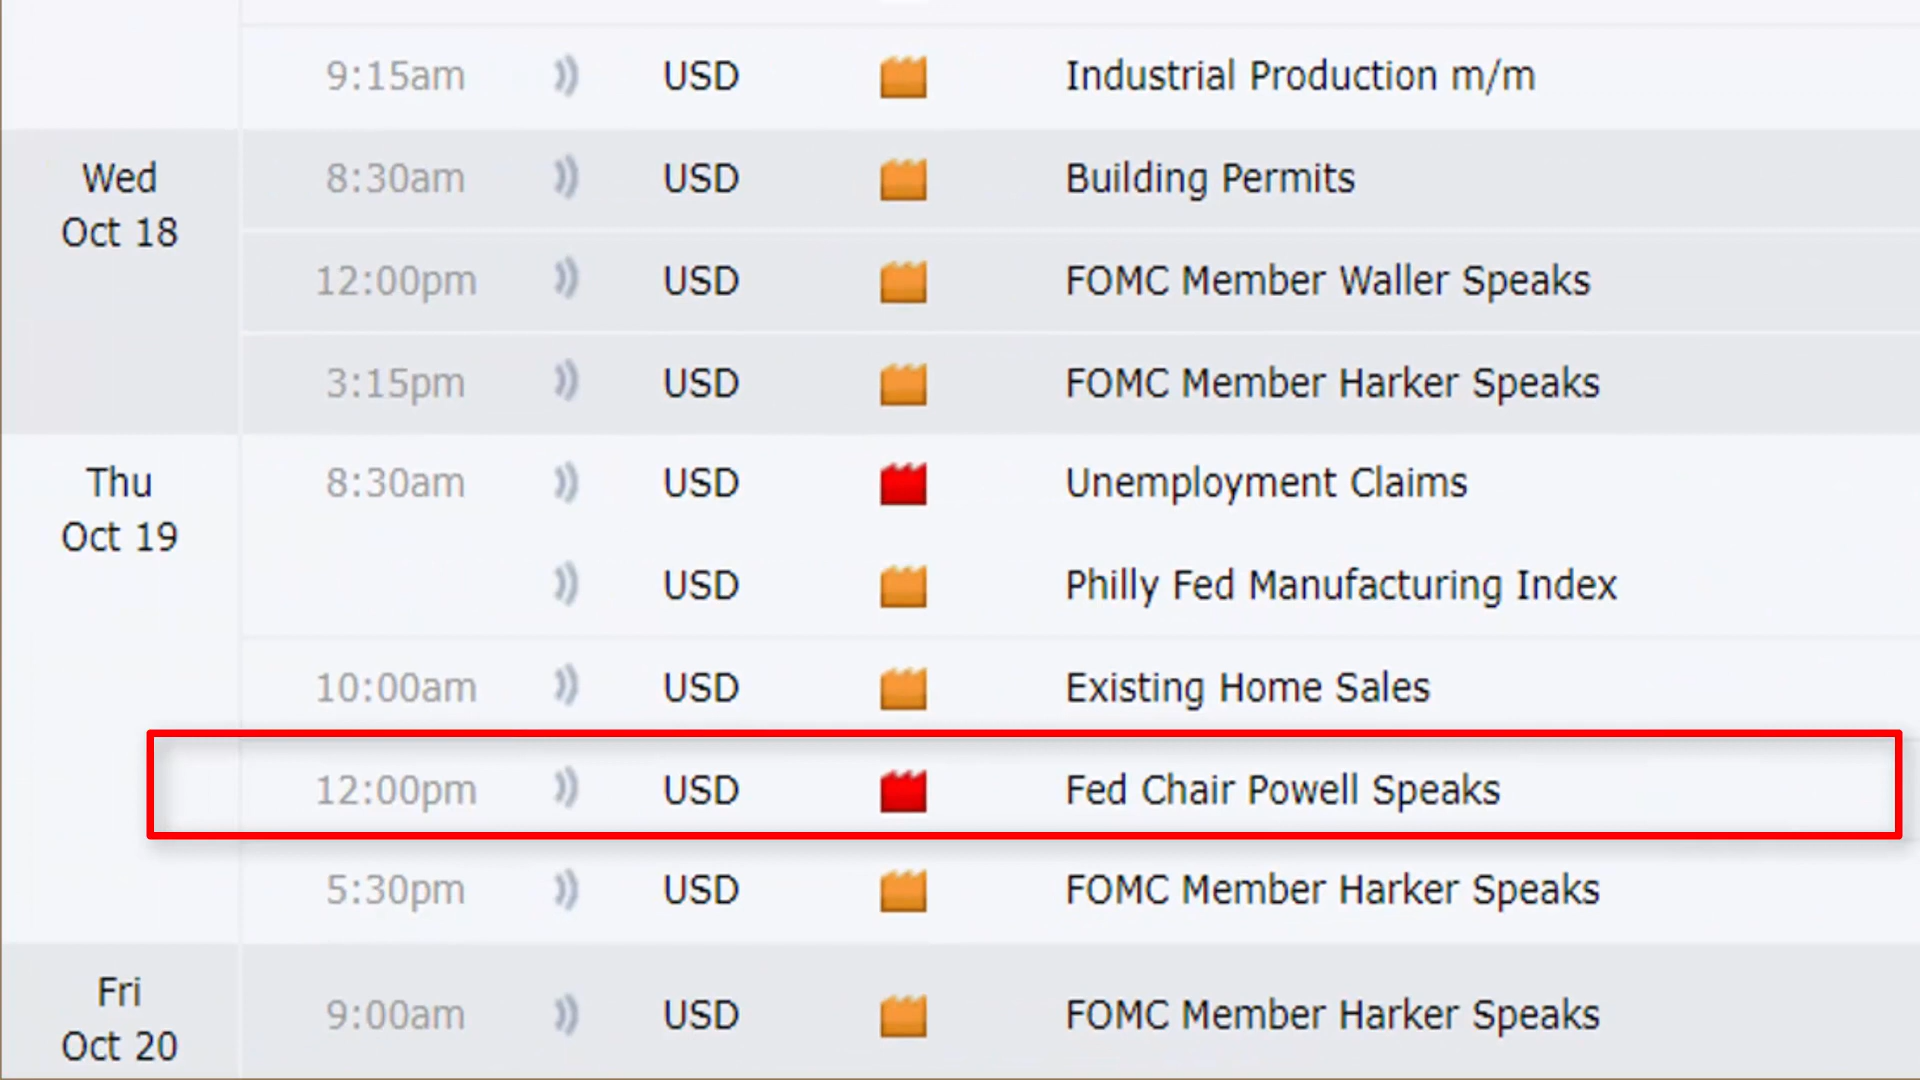 9:15am USD Industrial Production m/m
Wed
Oct 18
8:30am USD Building Permits
12:00pm USD FOMC Member Waller Speaks
3:15pm USD FOMC Member Harker Speaks
Thu
Oct 19
8:30am USD Unemployment Claims
USD Philly Fed Manufacturing Index
10:00am USD Existing Home Sales
12:00pm USD Fed Chair Powell Speaks
5:30pm USD FOMC Member Harker Speaks
Fri
Oct 20
9:00am USD FOMC Member Harker Speaks